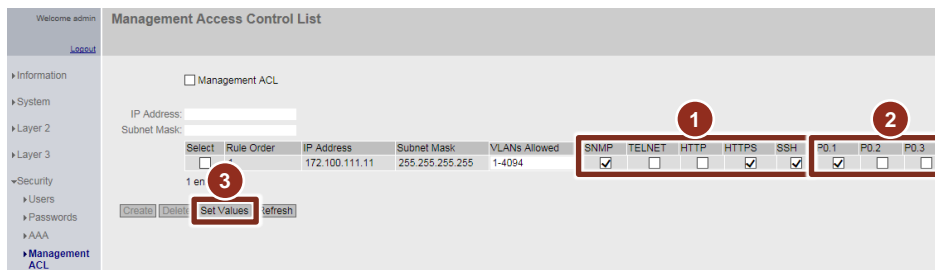 Welcome admin
Logout
Management Access Control List
Information
System
Layer 2
Layer 3
Security
Users
Passwords
AAA
Management ACL
Management ACL
IP Address:
Subnet Mask:
1
2
Select Rule Order IP Address Subnet Mask VLANs Allowed SNMP TELNET HTTP HTTPS SSH P0.1 P0.2 P0.3
172.100.111.11 255.255.255.255 1-4094
1 en
3
Create Delete Set Values Refresh